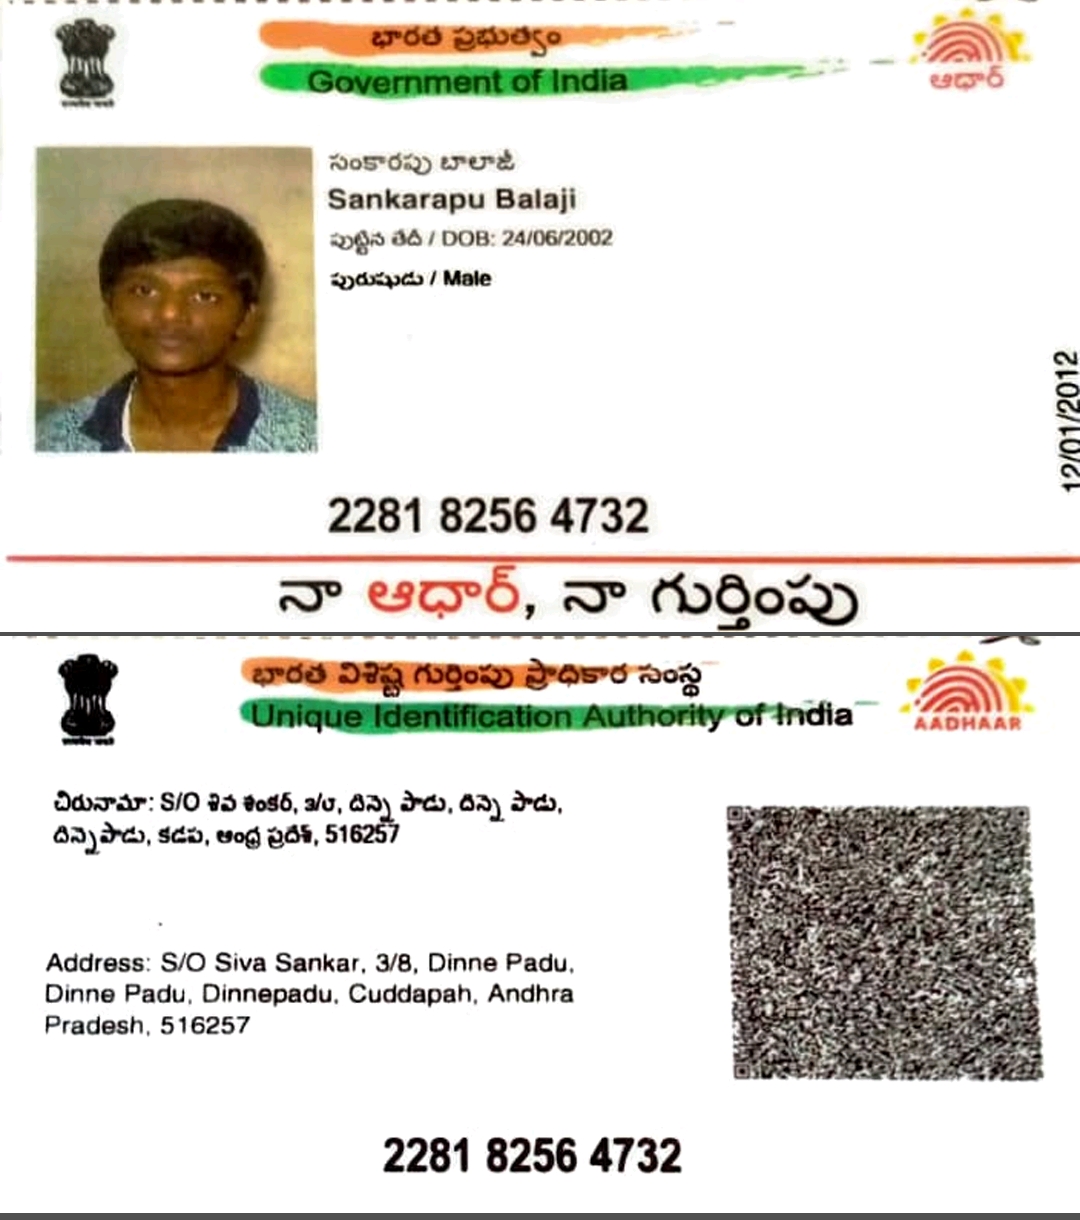 భారత ప్రభుత్వం
Government of India
ఆధార్
సంకారపు బాలాజీ
Sankarapu Balaji
పుట్టిన తేదీ / DOB: 24/06/2002
పురుషుడు / Male
12/01/2012
2281 8256 4732
నా ఆధార్, నా గుర్తింపు
భారత విశిష్ట గుర్తింపు ప్రాధికార సంస్థ
Unique Identification Authority of India
AADHAAR
చిరునామా: S/O శివ శంకర్, ౩/౮, దిన్నె పాడు, దిన్నె పాడు,
దిన్నెపాడు, కడప, ఆంధ్ర ప్రదేశ్, 516257
Address: S/O Siva Sankar, 3/8, Dinne Padu,
Dinne Padu, Dinnepadu, Cuddapah, Andhra
Pradesh, 516257
2281 8256 4732